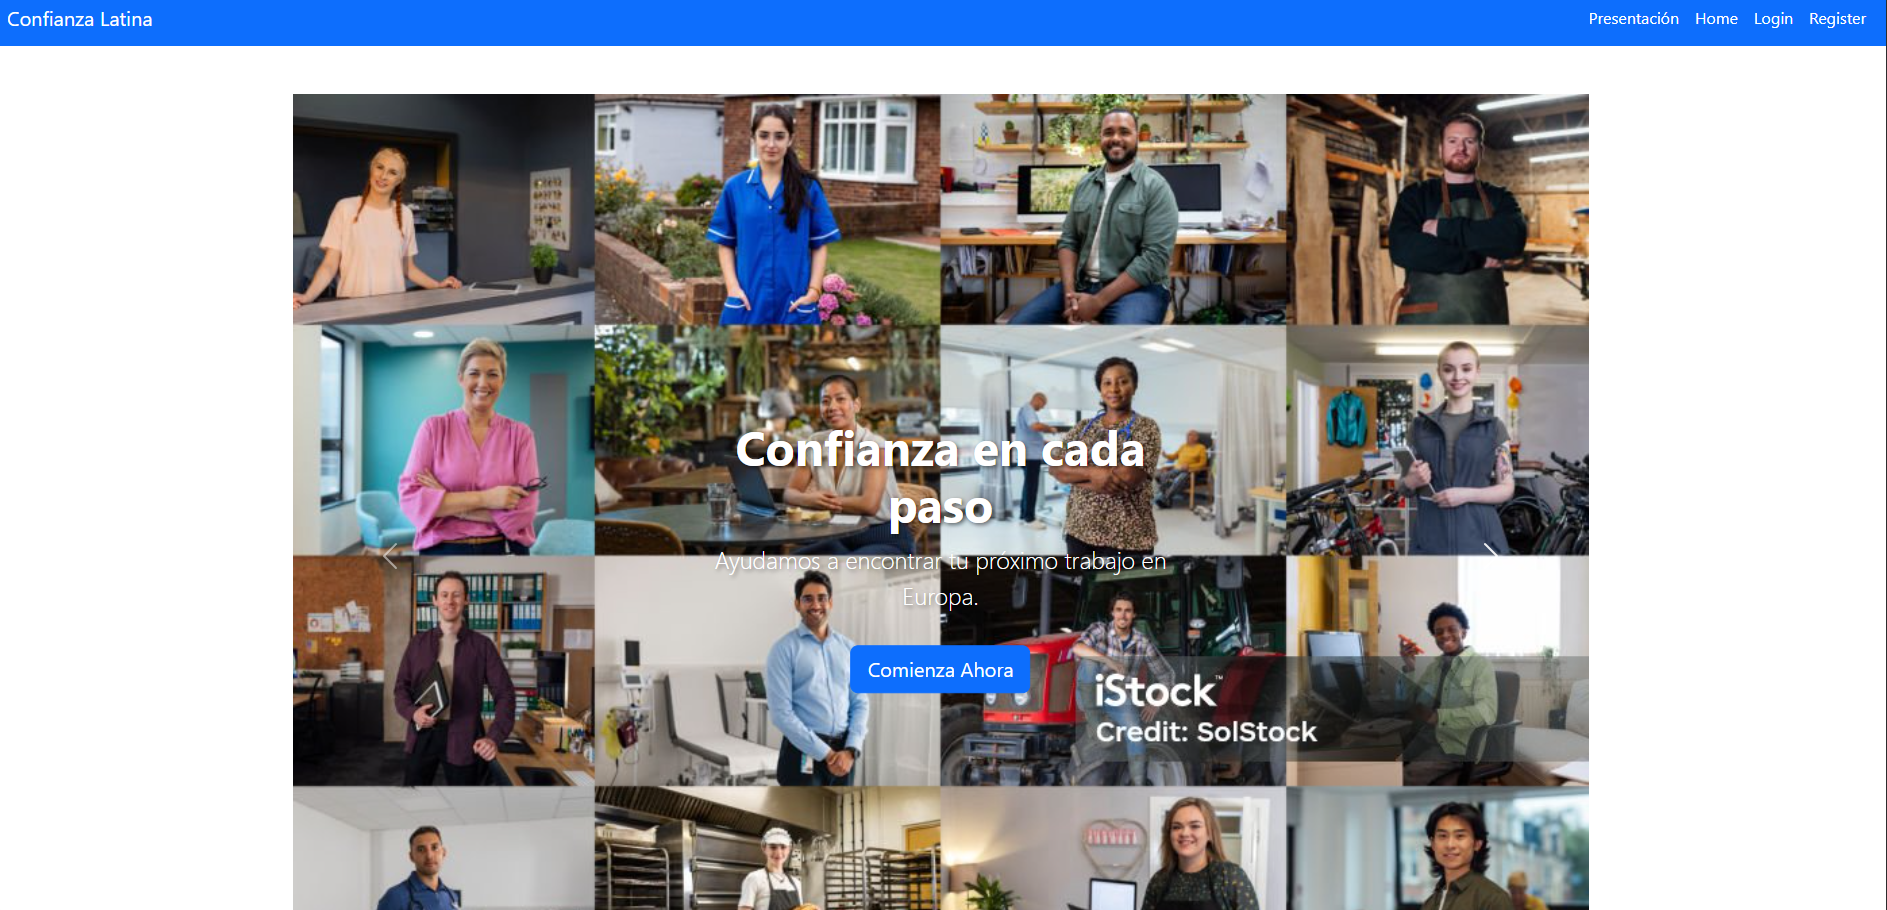 Confianza Latina
Presentación Home Login Register
Confianza en cada
paso
Ayudamos a encontrar tu próximo trabajo en
Europa.
Comienza Ahora
iStock™
Credit: SolStock